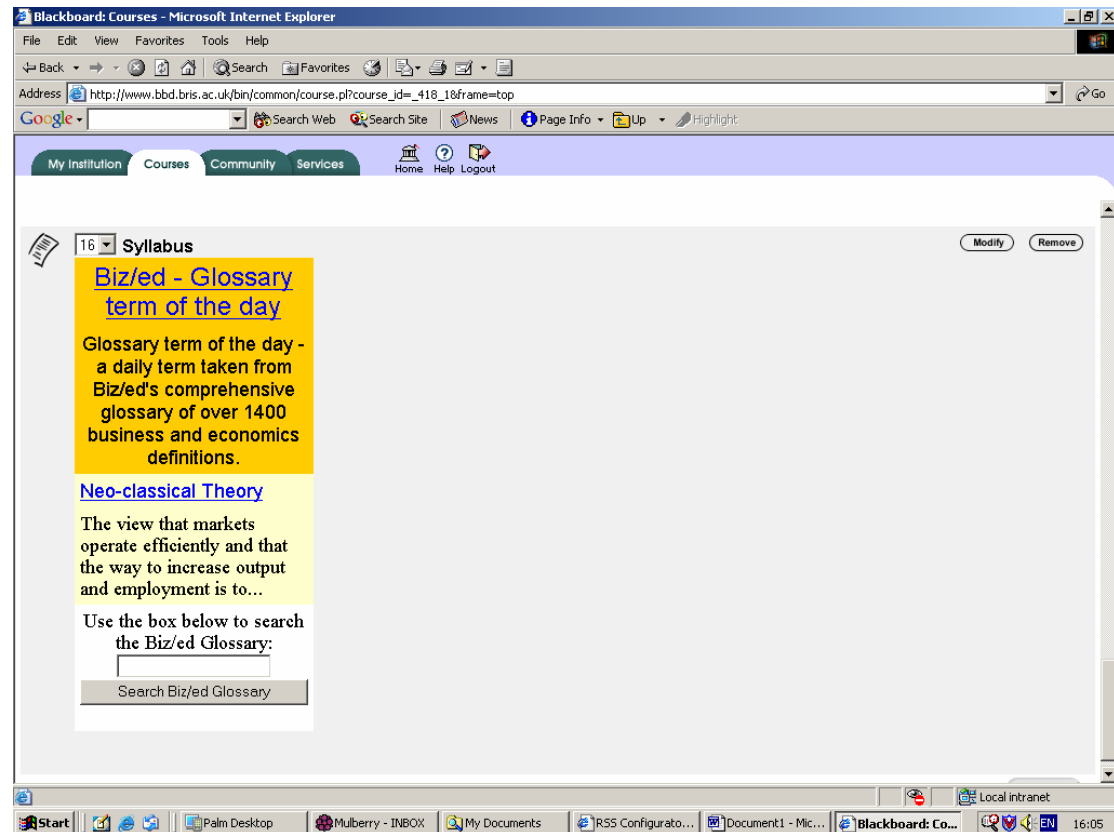 Blackboard: Courses - Microsoft Internet Explorer
File Edit View Favorites Tools Help
Back Search Favorites
Address http://www.bbd.bris.ac.uk/bin/common/course.pl?course_id=_418_1&frame=top Go
Google Search Web Search Site News Page Info Up Highlight
My Institution Courses Community Services Home Help Logout
16 Syllabus Modify Remove
Biz/ed - Glossary
term of the day
Glossary term of the day -
a daily term taken from
Biz/ed's comprehensive
glossary of over 1400
business and economics
definitions.
Neo-classical Theory
The view that markets
operate efficiently and that
the way to increase output
and employment is to...
Use the box below to search
the Biz/ed Glossary:
Search Biz/ed Glossary
Local intranet
Start Palm Desktop Mulberry - INBOX My Documents RSS Configurato... Document1 - Mic... Blackboard: Co... EN 16:05